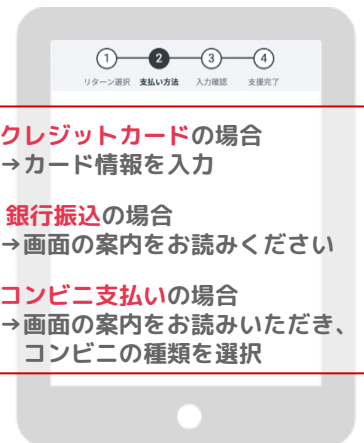 1 2 3 4
リターン選択 支払い方法 入力確認 支援完了
クレジットカードの場合
→カード情報を入力
銀行振込の場合
→画面の案内をお読みください
コンビニ支払いの場合
→画面の案内をお読みいただき、
コンビニの種類を選択